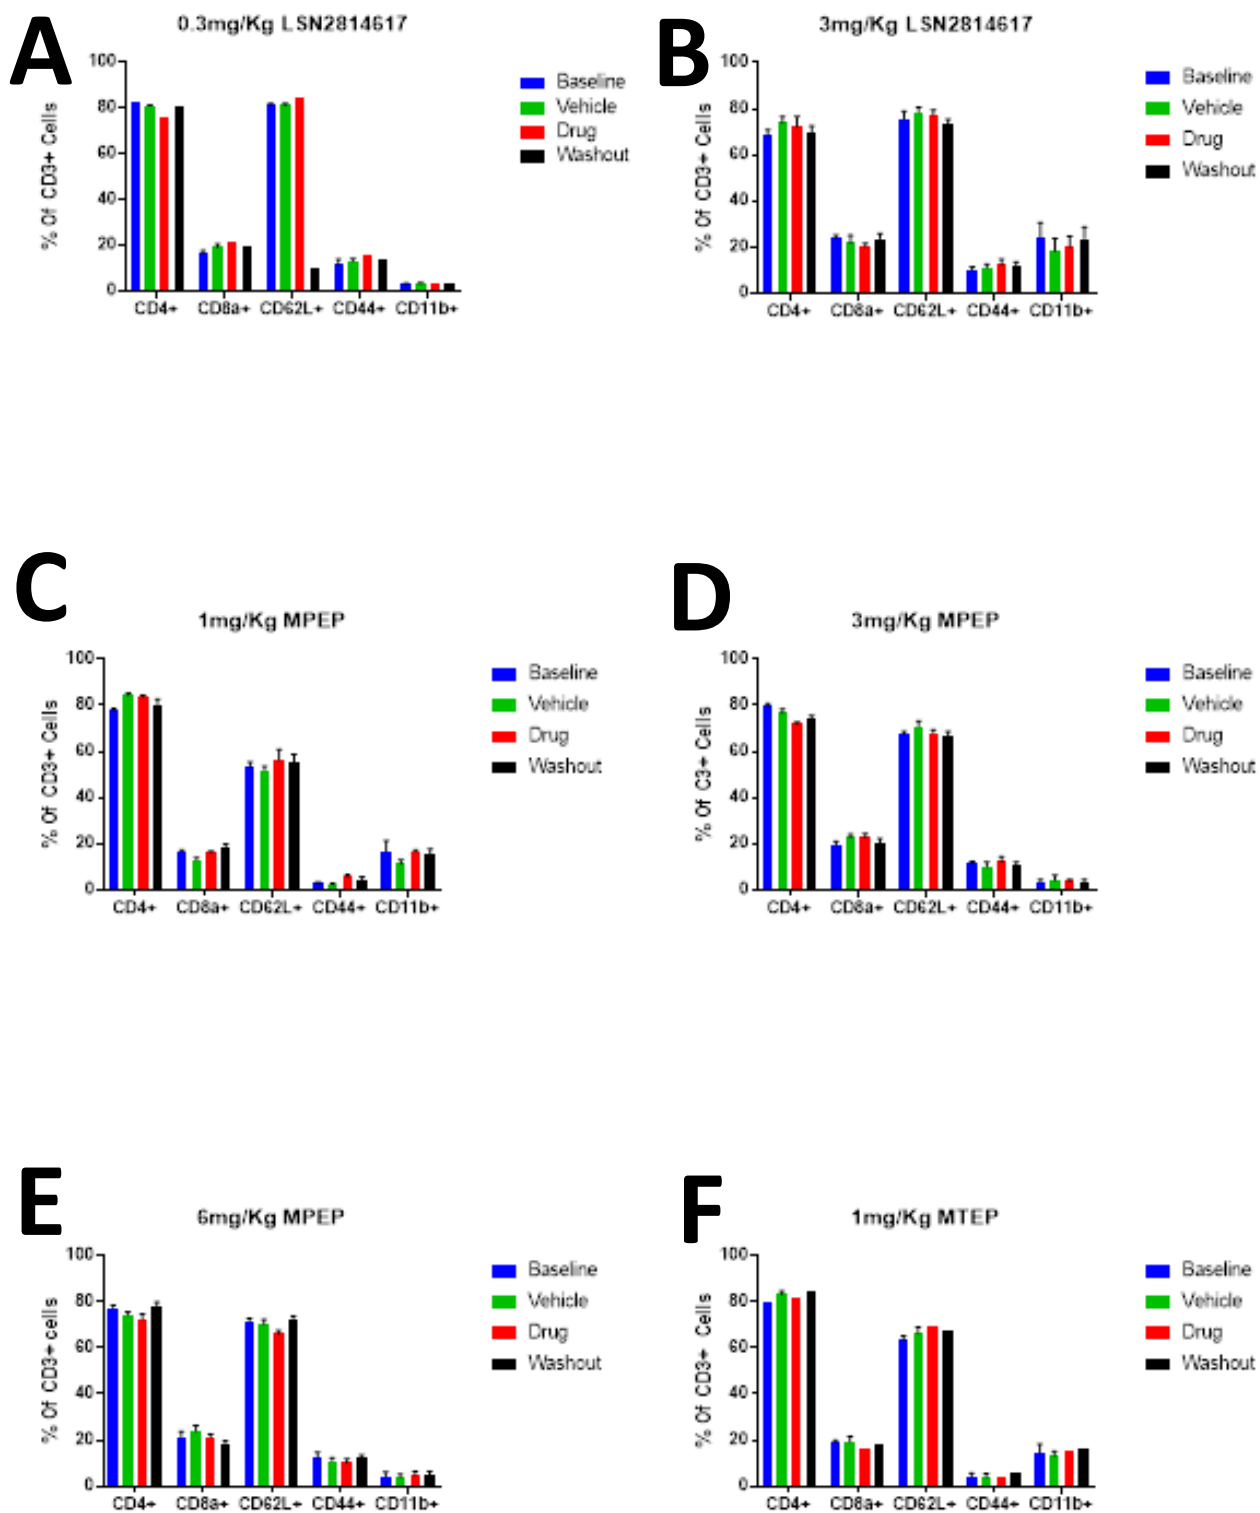 A
0.3mg/Kg LSN2814617
% Of CD3+ Cells
100
80
60
40
20
0
CD4+ CD8a+ CD62L+ CD44+ CD11b+
Baseline
Vehicle
Drug
Washout
B
3mg/Kg LSN2814617
% Of CD3+ Cells
100
80
60
40
20
0
CD4+ CD8a+ CD62L+ CD44+ CD11b+
Baseline
Vehicle
Drug
Washout
C
1mg/Kg MPEP
% Of CD3+ Cells
100
80
60
40
20
0
CD4+ CD8a+ CD62L+ CD44+ CD11b+
Baseline
Vehicle
Drug
Washout
D
3mg/Kg MPEP
% Of C3+ Cells
100
80
60
40
20
0
CD4+ CD8a+ CD62L+ CD44+ CD11b+
Baseline
Vehicle
Drug
Washout
E
6mg/Kg MPEP
% Of CD3+ cells
100
80
60
40
20
0
CD4+ CD8a+ CD62L+ CD44+ CD11b+
Baseline
Vehicle
Drug
Washout
F
1mg/Kg MTEP
% Of CD3+ Cells
100
80
60
40
20
0
CD4+ CD8a+ CD62L+ CD44+ CD11b+
Baseline
Vehicle
Drug
Washout